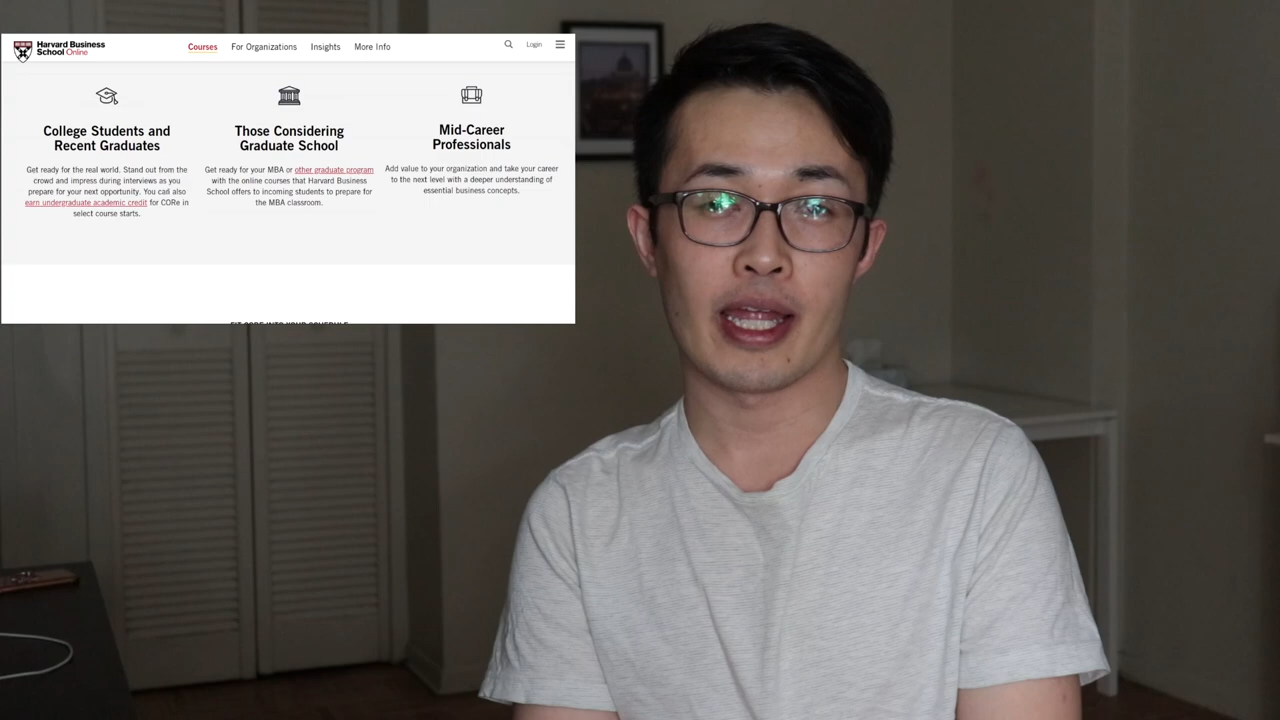 Harvard Business
School Online
Courses
For Organizations
Insights
More Info
Login
College Students and
Recent Graduates
Get ready for the real world. Stand out from the
crowd and impress during interviews as you
prepare for your next opportunity. You can also
earn undergraduate academic credit for CORe in
select course starts.
Those Considering
Graduate School
Get ready for your MBA or other graduate program
with the online courses that Harvard Business
School offers to incoming students to prepare for
the MBA classroom.
Mid-Career
Professionals
Add value to your organization and take your career
to the next level with a deeper understanding of
essential business concepts.
FIT CORe INTO YOUR SCHEDULE